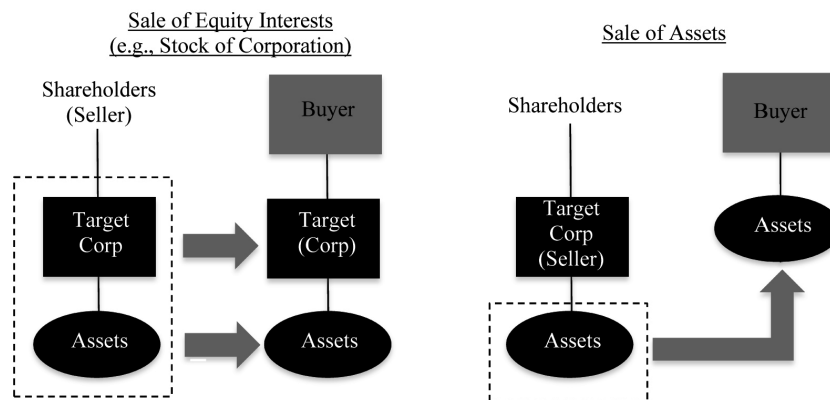 Sale of Equity Interests
(e.g., Stock of Corporation)
Shareholders
(Seller)
Target
Corp
Assets
Buyer
Target
(Corp)
Assets
Sale of Assets
Shareholders
Target
Corp
(Seller)
Assets
Buyer
Assets